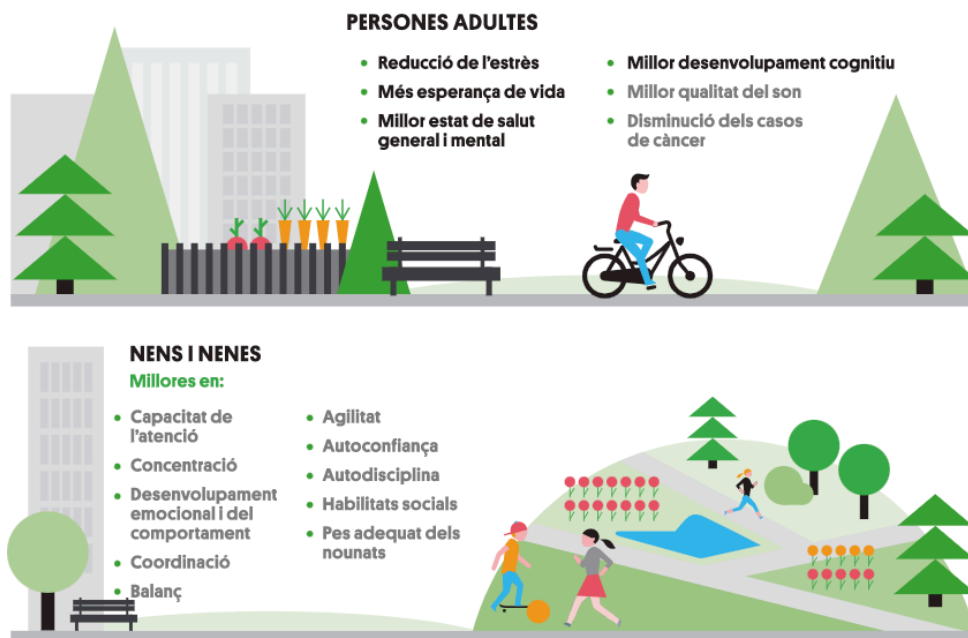 PERSONES ADULTES
• Reducció de l'estrès
• Més esperança de vida
• Millor estat de salut
general i mental
• Millor desenvolupament cognitiu
• Millor qualitat del son
• Disminució dels casos
de càncer
NENS I NENES
Millores en:
• Capacitat de
l'atenció
• Concentració
• Desenvolupament
emocional i del
comportament
• Coordinació
• Balanç
• Agilitat
• Autoconfiança
• Autodisciplina
• Habilitats socials
• Pes adequat dels
nounats